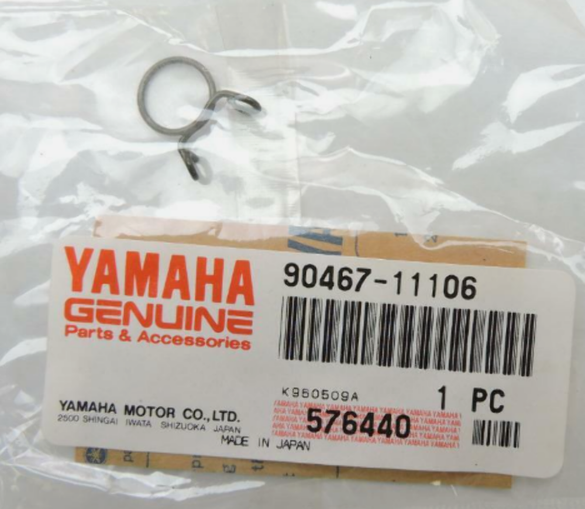 YAMAHA
GENUINE
Parts & Accessories
90467-11106
K950509A
1 PC
YAMAHA MOTOR CO.,LTD.
2500 SHINGAI IWATA SHIZUOKA JAPAN
MADE IN JAPAN
576440